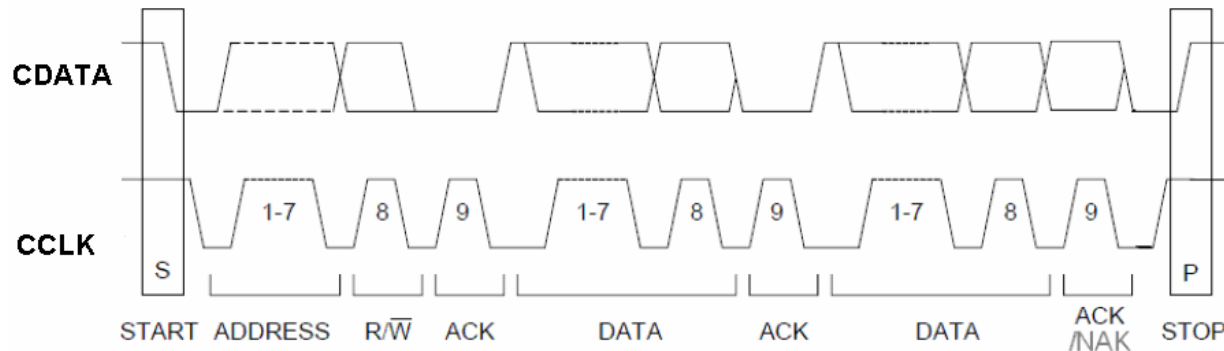 CDATA
1-7 8 9 1-7 8 9 1-7 8 9
CCLK
S P
START ADDRESS R/W̅ ACK DATA ACK DATA ACK /NAK STOP